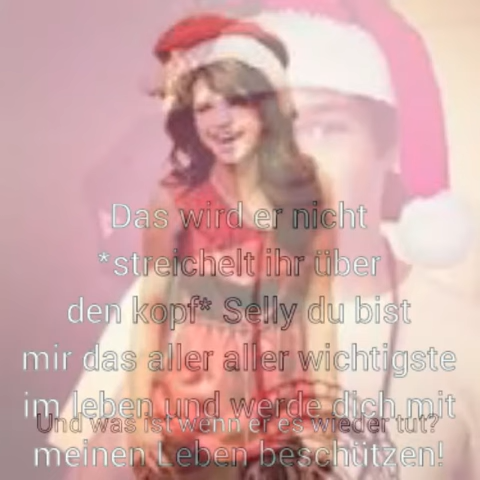 Das wird er nicht
*streichelt ihr über
den kopf* Selly du bist
mir das aller aller wichtigste
im leben und werde dich mit
Und was ist wenn er es wieder tut?
meinen Leben beschützen!